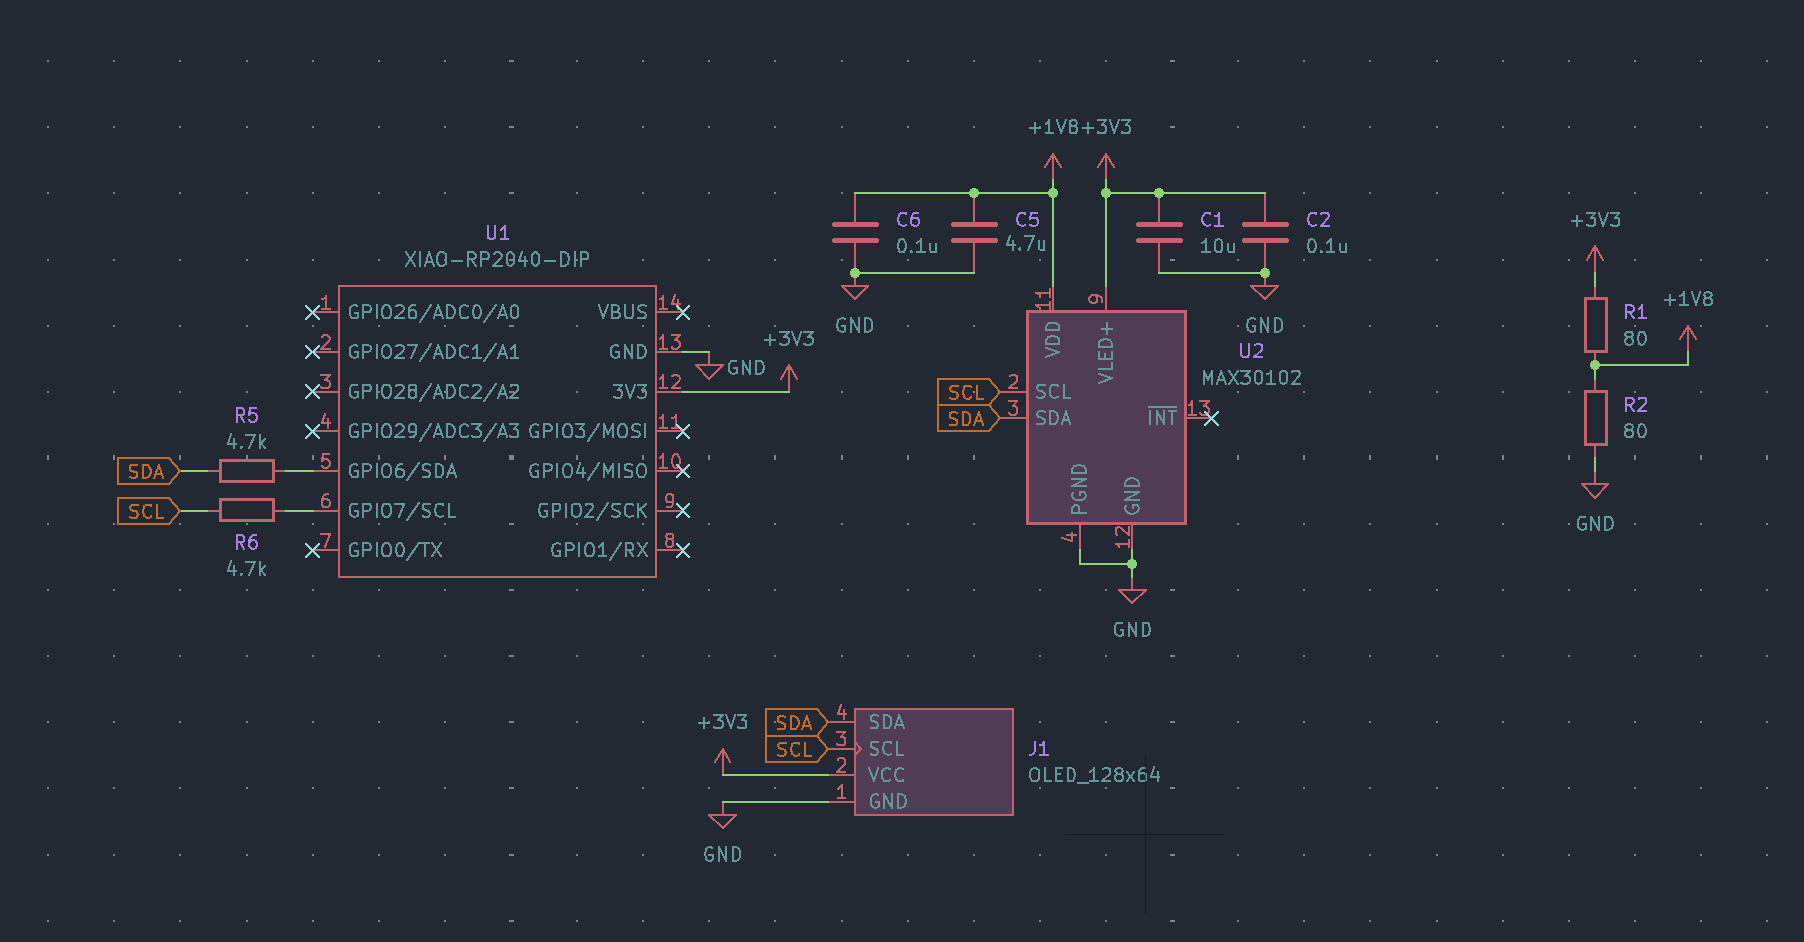 +1V8 +3V3
C6
0.1u
C5
4.7u
C1
10u
C2
0.1u
GND
GND
11
9
VDD
VLED+
U2
MAX30102
SCL
2
SCL
SDA
3
SDA
INT
13
PGND
GND
4
12
GND
U1
XIAO-RP2040-DIP
1
GPIO26/ADC0/A0
VBUS
14
2
GPIO27/ADC1/A1
GND
13
GND
+3V3
3
GPIO28/ADC2/A2
3V3
12
4
GPIO29/ADC3/A3
GPIO3/MOSI
11
R5
4.7k
SDA
5
GPIO6/SDA
GPIO4/MISO
10
SCL
6
GPIO7/SCL
GPIO2/SCK
9
R6
4.7k
7
GPIO0/TX
GPIO1/RX
8
+3V3
R1
80
+1V8
R2
80
GND
+3V3
SDA
4
SDA
SCL
3
SCL
2
VCC
1
GND
J1
OLED_128x64
GND